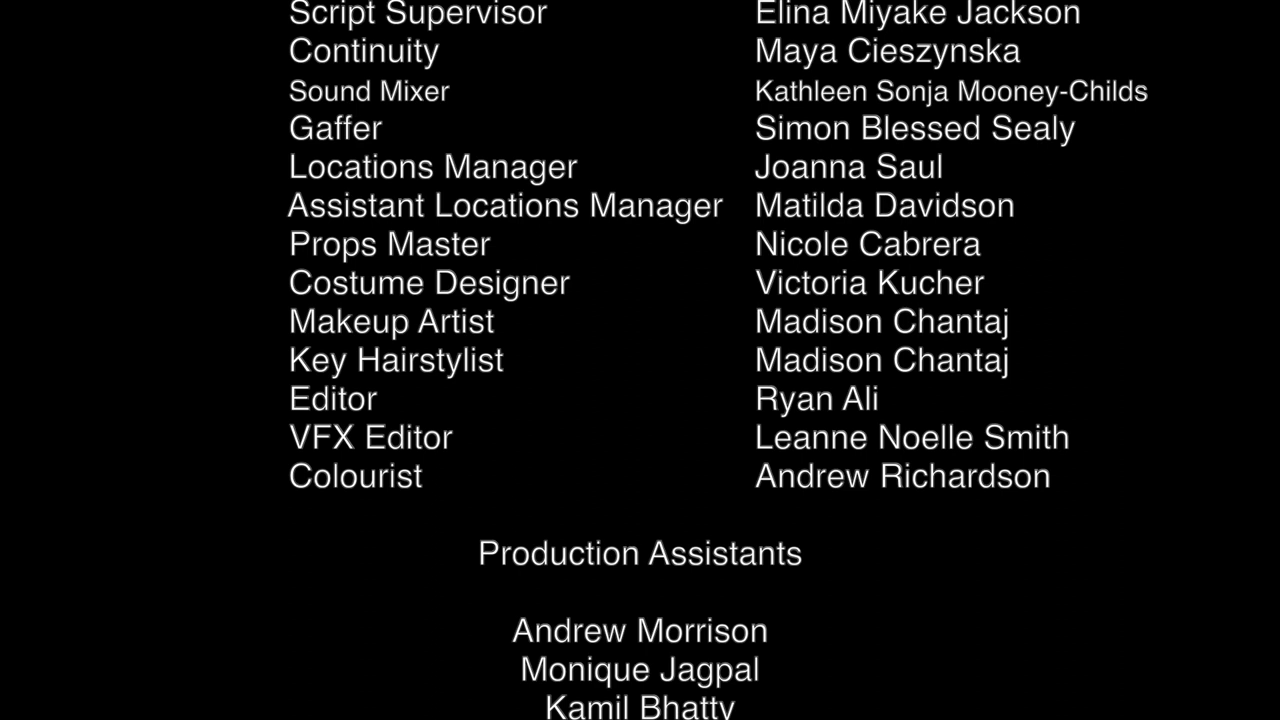 Script Supervisor Elina Miyake Jackson
Continuity Maya Cieszynska
Sound Mixer Kathleen Sonja Mooney-Childs
Gaffer Simon Blessed Sealy
Locations Manager Joanna Saul
Assistant Locations Manager Matilda Davidson
Props Master Nicole Cabrera
Costume Designer Victoria Kucher
Makeup Artist Madison Chantaj
Key Hairstylist Madison Chantaj
Editor Ryan Ali
VFX Editor Leanne Noelle Smith
Colourist Andrew Richardson
Production Assistants
Andrew Morrison
Monique Jagpal
Kamil Bhatty